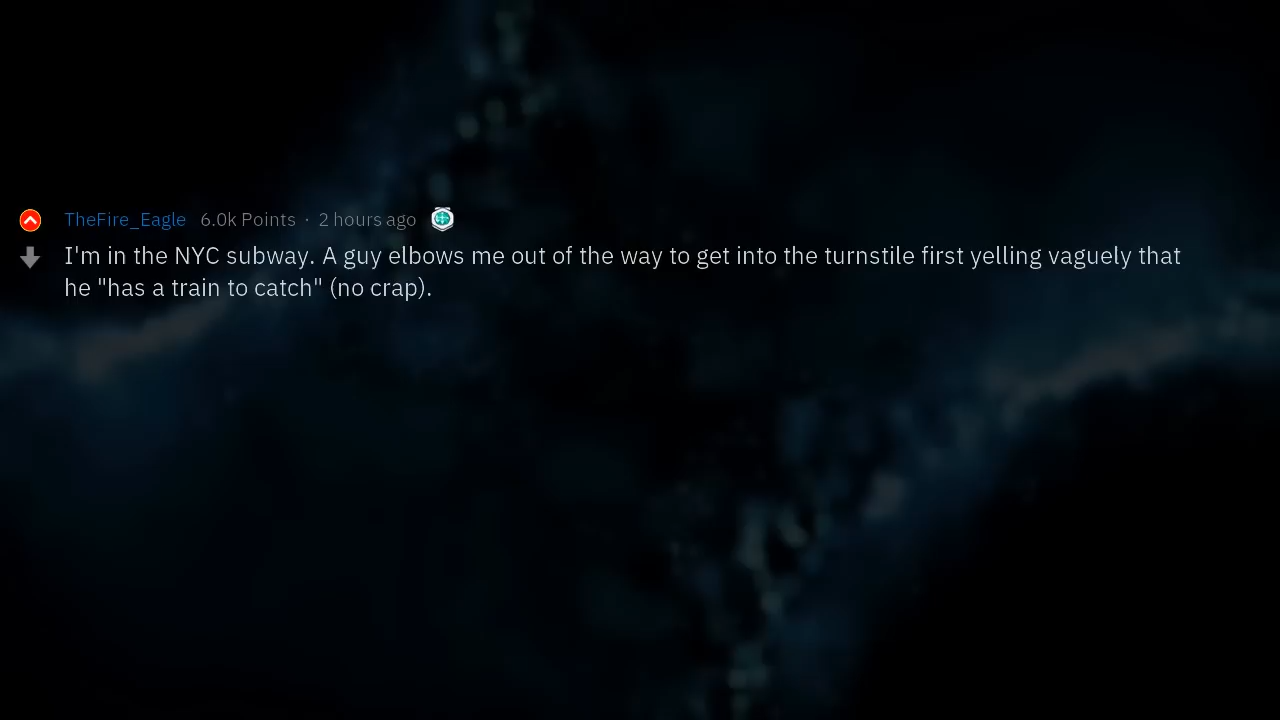 TheFire_Eagle 6.0k Points · 2 hours ago
I'm in the NYC subway. A guy elbows me out of the way to get into the turnstile first yelling vaguely that
he "has a train to catch" (no crap).